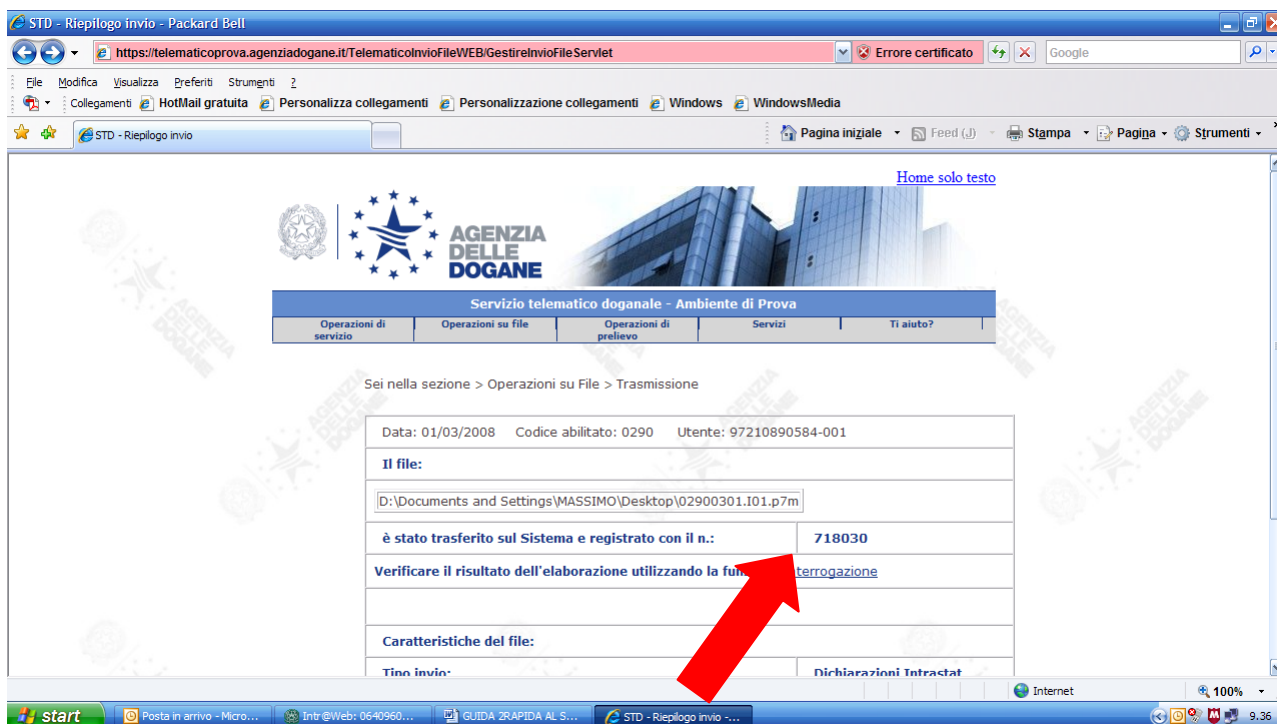 STD - Riepilogo invio - Packard Bell
https://telematicoprova.agenziadogane.it/TelematicoInvioFileWEB/GestireInvioFileServlet
Errore certificato
Google
File Modifica Visualizza Preferiti Strumenti ?
Collegamenti HotMail gratuita Personalizza collegamenti Personalizzazione collegamenti Windows WindowsMedia
STD - Riepilogo invio
Pagina iniziale Feed (J) Stampa Pagina Strumenti
Home solo testo
AGENZIA
DELLE
DOGANE
Servizio telematico doganale - Ambiente di Prova
Operazioni di servizio Operazioni su file Operazioni di prelievo Servizi Ti aiuto?
Sei nella sezione > Operazioni su File > Trasmissione
Data: 01/03/2008 Codice abilitato: 0290 Utente: 97210890584-001
Il file:
D:\Documents and Settings\MASSIMO\Desktop\02900301.I01.p7m
è stato trasferito sul Sistema e registrato con il n.: 718030
Verificare il risultato dell'elaborazione utilizzando la
Caratteristiche del file:
Tipo invio: Dichiarazioni Intrastat
Internet 100%
start Posta in arrivo - Micro... Intr@Web: 0640960... GUIDA 2RAPIDA AL S... STD - Riepilogo invio -... 9.36